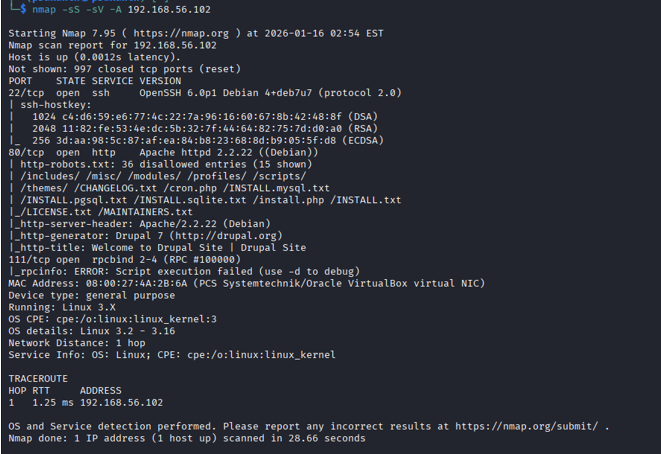 $ nmap -sS -sV -A 192.168.56.102
Starting Nmap 7.95 ( https://nmap.org ) at 2026-01-16 02:54 EST
Nmap scan report for 192.168.56.102
Host is up (0.0012s latency).
Not shown: 997 closed tcp ports (reset)
PORT    STATE SERVICE VERSION
22/tcp  open  ssh     OpenSSH 6.0p1 Debian 4+deb7u7 (protocol 2.0)
| ssh-hostkey:
|   1024 c4:d6:59:e6:77:4c:22:7a:96:16:60:67:8b:42:48:8f (DSA)
|   2048 11:82:fe:53:4e:dc:5b:32:7f:44:64:82:75:7d:d0:a0 (RSA)
|_  256 3d:aa:98:5c:87:af:ea:84:b8:23:68:8d:b9:05:5f:d8 (ECDSA)
80/tcp  open  http    Apache httpd 2.2.22 ((Debian))
| http-robots.txt: 36 disallowed entries (15 shown)
| /includes/ /misc/ /modules/ /profiles/ /scripts/
| /themes/ /CHANGELOG.txt /cron.php /INSTALL.mysql.txt
| /INSTALL.pgsql.txt /INSTALL.sqlite.txt /install.php /INSTALL.txt
|_/LICENSE.txt /MAINTAINERS.txt
|_http-server-header: Apache/2.2.22 (Debian)
|_http-generator: Drupal 7 (http://drupal.org)
|_http-title: Welcome to Drupal Site | Drupal Site
111/tcp open  rpcbind 2-4 (RPC #100000)
|_rpcinfo: ERROR: Script execution failed (use -d to debug)
MAC Address: 08:00:27:4A:2B:6A (PCS Systemtechnik/Oracle VirtualBox virtual NIC)
Device type: general purpose
Running: Linux 3.X
OS CPE: cpe:/o:linux:linux_kernel:3
OS details: Linux 3.2 - 3.16
Network Distance: 1 hop
Service Info: OS: Linux; CPE: cpe:/o:linux:linux_kernel
TRACEROUTE
HOP RTT     ADDRESS
1   1.25 ms 192.168.56.102
OS and Service detection performed. Please report any incorrect results at https://nmap.org/submit/ .
Nmap done: 1 IP address (1 host up) scanned in 28.66 seconds